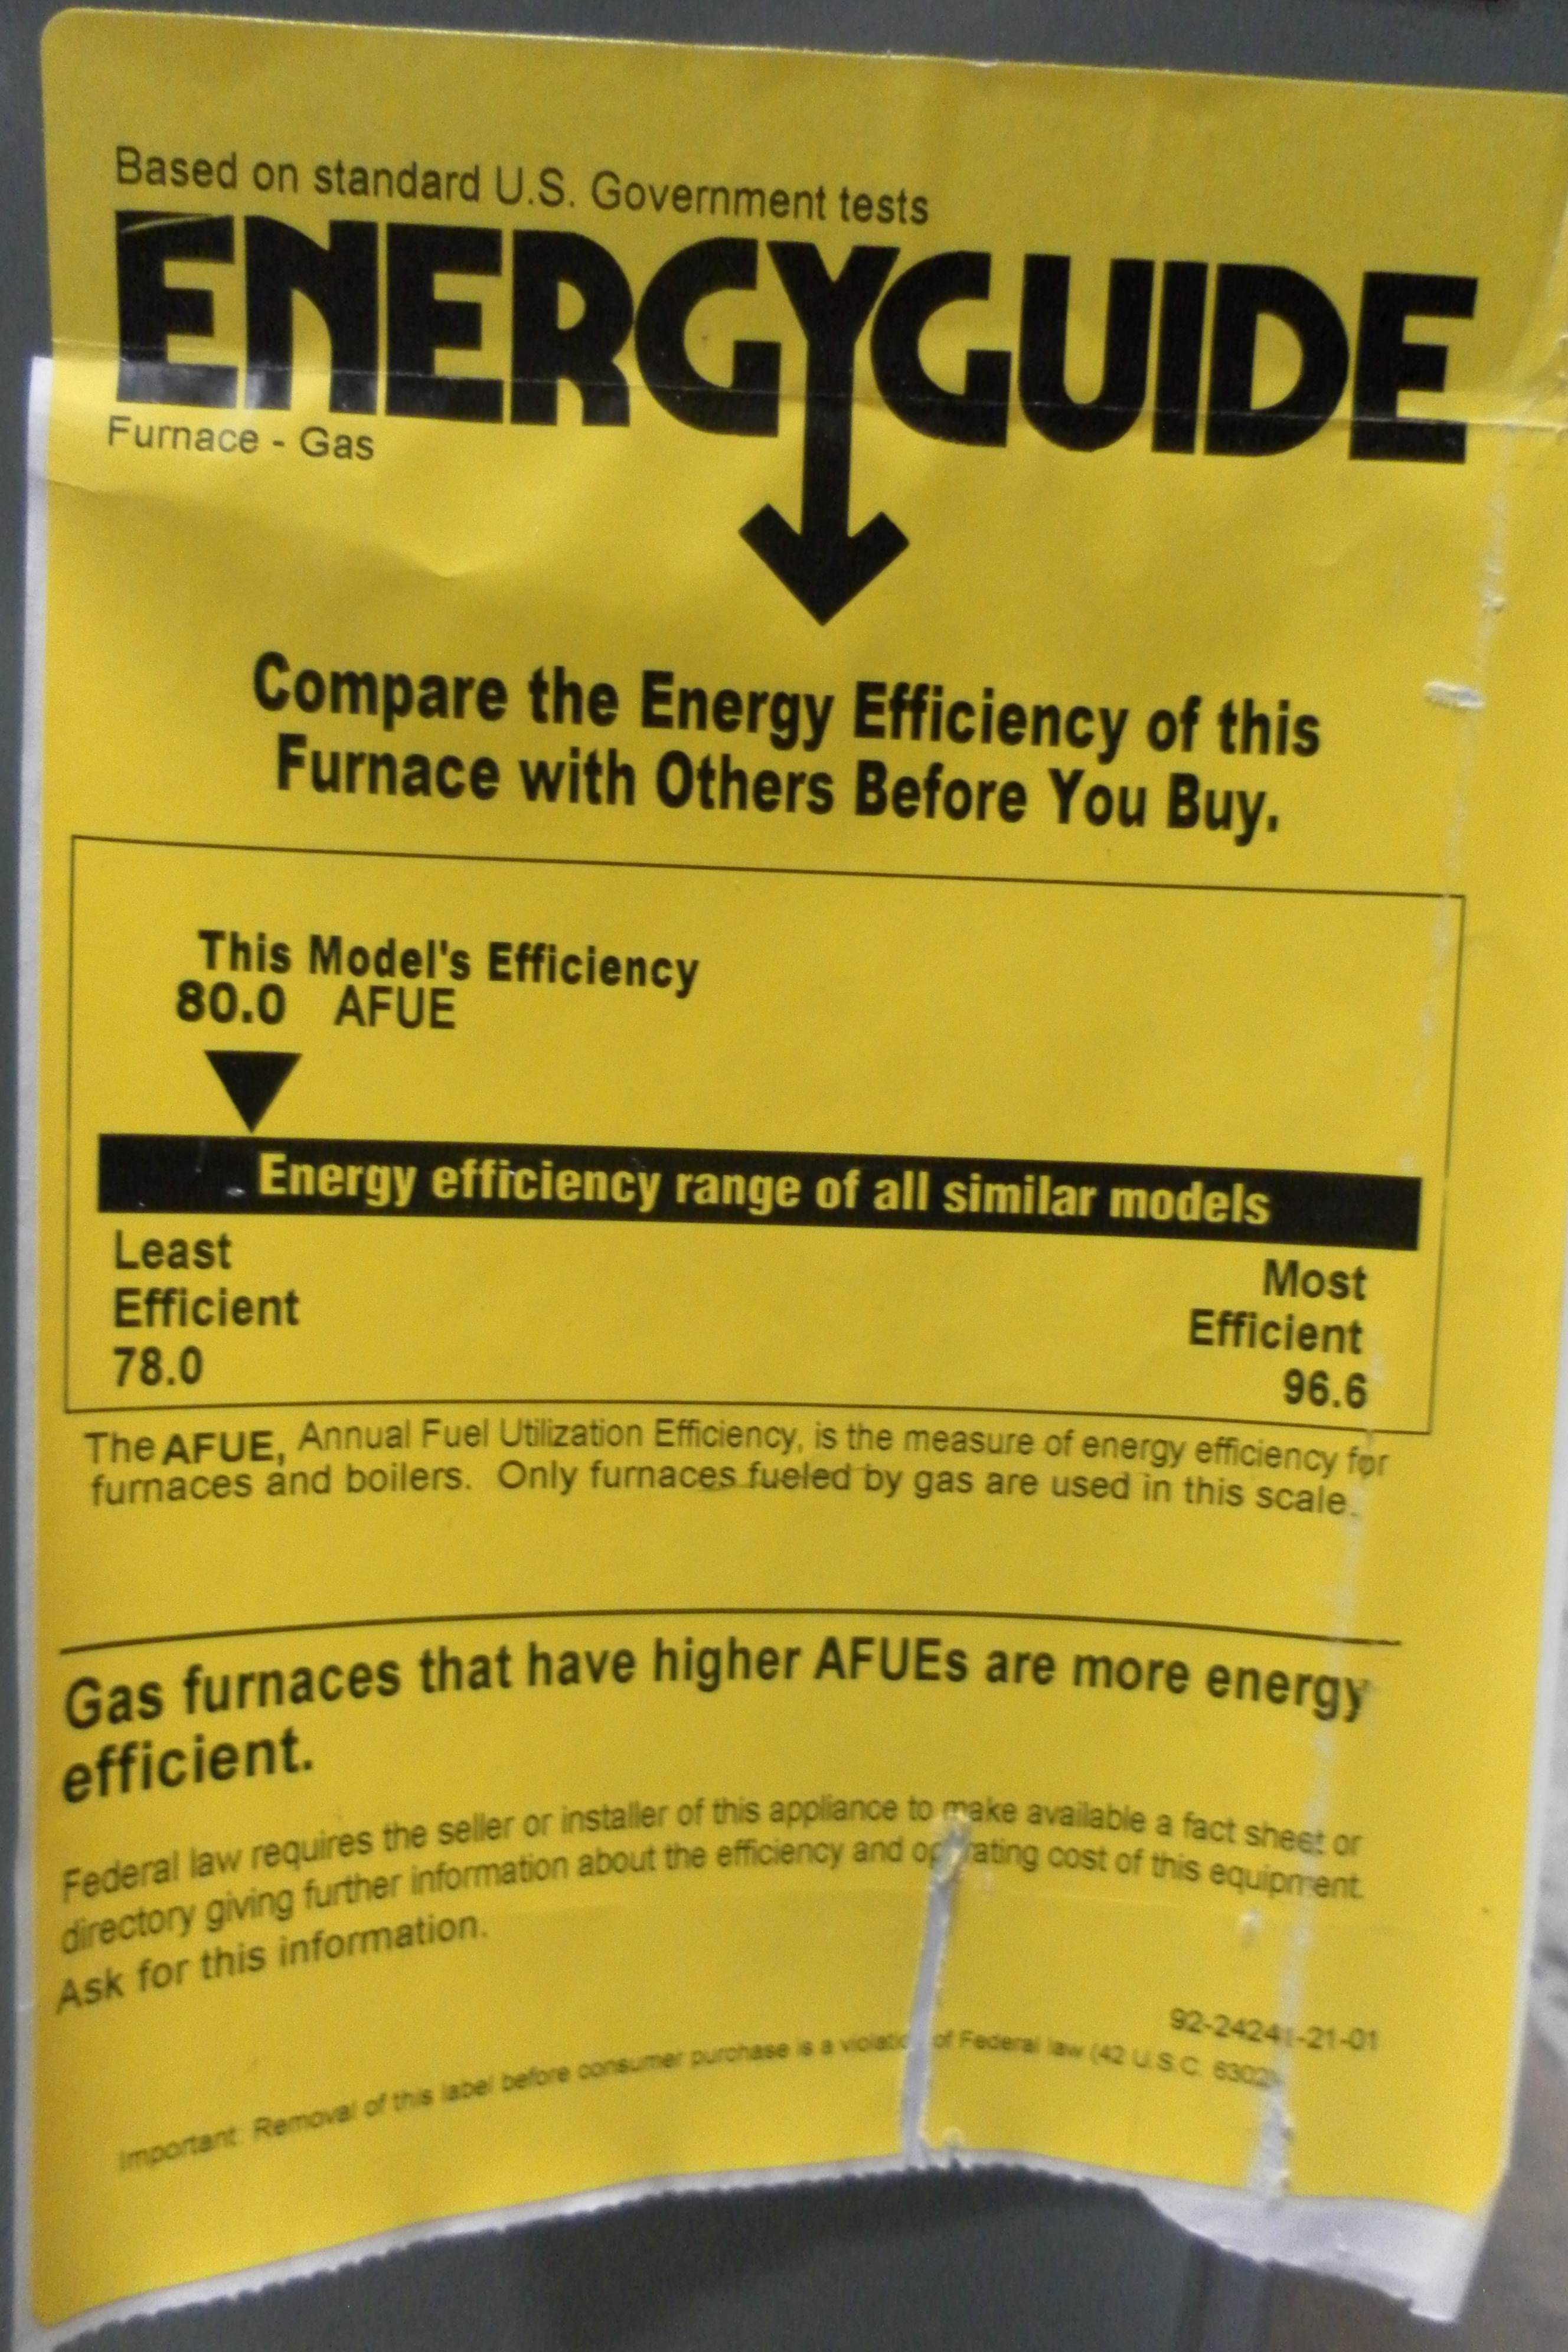 Based on standard U.S. Government tests
ENERGYGUIDE
Furnace - Gas
Compare the Energy Efficiency of this
Furnace with Others Before You Buy.
This Model's Efficiency
80.0 AFUE
Energy efficiency range of all similar models
Least
Efficient
78.0
Most
Efficient
96.6
The AFUE, Annual Fuel Utilization Efficiency, is the measure of energy efficiency for
furnaces and boilers. Only furnaces fueled by gas are used in this scale.
Gas furnaces that have higher AFUEs are more energy
efficient.
Federal law requires the seller or installer of this appliance to make available a fact sheet or
directory giving further information about the efficiency and operating cost of this equipment.
Ask for this information.
Important: Removal of this label before consumer purchase is a violation of Federal law (42 U.S.C. 6302)